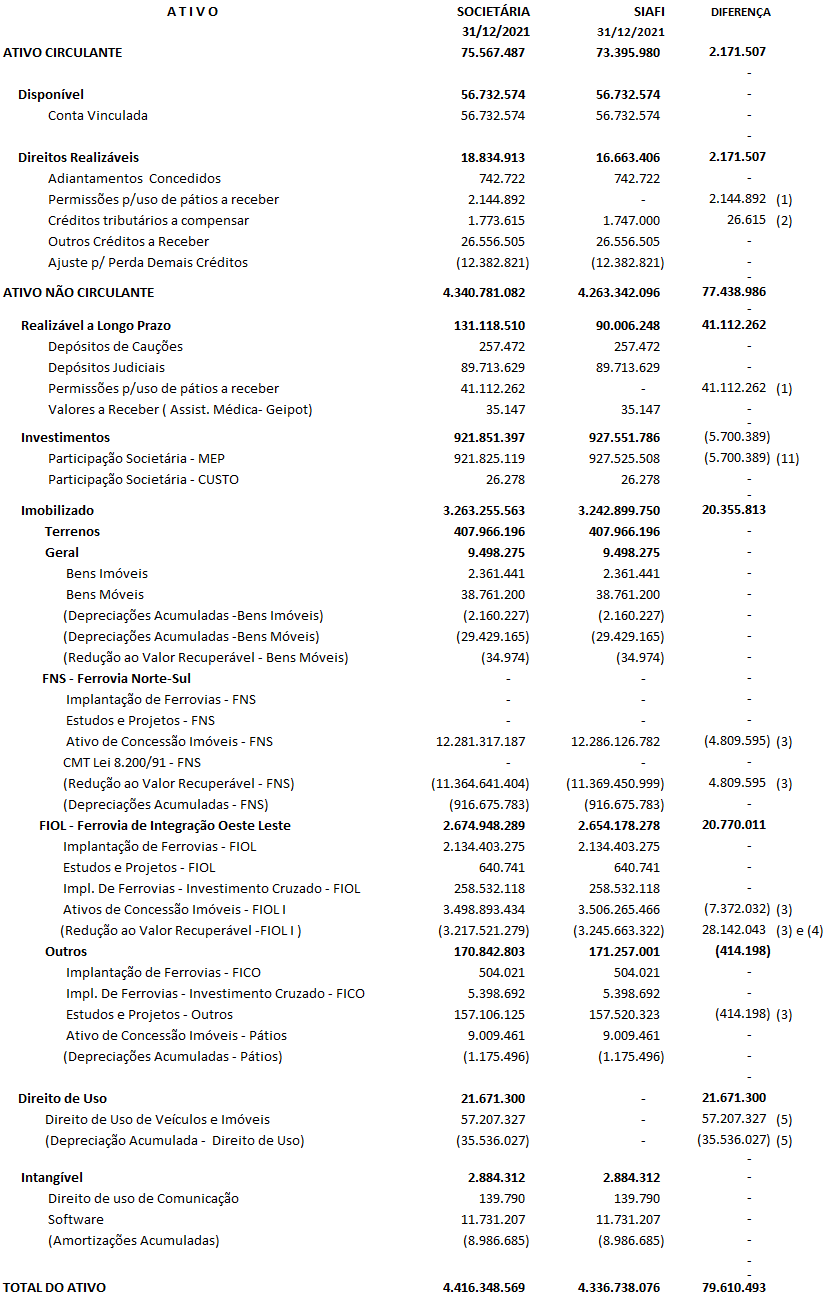 A T I V O SOCIETÁRIA SIAFI DIFERENÇA
31/12/2021 31/12/2021
ATIVO CIRCULANTE 75.567.487 73.395.980 2.171.507
-
Disponível 56.732.574 56.732.574 -
Conta Vinculada 56.732.574 56.732.574 -
-
Direitos Realizáveis 18.834.913 16.663.406 2.171.507
Adiantamentos Concedidos 742.722 742.722 -
Permissões p/uso de pátios a receber 2.144.892 - 2.144.892 (1)
Créditos tributários a compensar 1.773.615 1.747.000 26.615 (2)
Outros Créditos a Receber 26.556.505 26.556.505 -
Ajuste p/ Perda Demais Créditos (12.382.821) (12.382.821) -
-
ATIVO NÃO CIRCULANTE 4.340.781.082 4.263.342.096 77.438.986
-
Realizável a Longo Prazo 131.118.510 90.006.248 41.112.262
Depósitos de Cauções 257.472 257.472 -
Depósitos Judiciais 89.713.629 89.713.629 -
Permissões p/uso de pátios a receber 41.112.262 - 41.112.262 (1)
Valores a Receber ( Assist. Médica- Geipot) 35.147 35.147 -
-
Investimentos 921.851.397 927.551.786 (5.700.389)
Participação Societária - MEP 921.825.119 927.525.508 (5.700.389) (11)
Participação Societária - CUSTO 26.278 26.278 -
-
Imobilizado 3.263.255.563 3.242.899.750 20.355.813
Terrenos 407.966.196 407.966.196 -
Geral 9.498.275 9.498.275 -
Bens Imóveis 2.361.441 2.361.441 -
Bens Móveis 38.761.200 38.761.200 -
(Depreciações Acumuladas -Bens Imóveis) (2.160.227) (2.160.227) -
(Depreciações Acumuladas -Bens Móveis) (29.429.165) (29.429.165) -
(Redução ao Valor Recuperável - Bens Móveis) (34.974) (34.974) -
FNS - Ferrovia Norte-Sul - - -
Implantação de Ferrovias - FNS - - -
Estudos e Projetos - FNS - - -
Ativo de Concessão Imóveis - FNS 12.281.317.187 12.286.126.782 (4.809.595) (3)
CMT Lei 8.200/91 - FNS - - -
(Redução ao Valor Recuperável - FNS) (11.364.641.404) (11.369.450.999) 4.809.595 (3)
(Depreciações Acumuladas - FNS) (916.675.783) (916.675.783) -
FIOL - Ferrovia de Integração Oeste Leste 2.674.948.289 2.654.178.278 20.770.011
Implantação de Ferrovias - FIOL 2.134.403.275 2.134.403.275 -
Estudos e Projetos - FIOL 640.741 640.741 -
Impl. De Ferrovias - Investimento Cruzado - FIOL 258.532.118 258.532.118 -
Ativos de Concessão Imóveis - FIOL I 3.498.893.434 3.506.265.466 (7.372.032) (3)
(Redução ao Valor Recuperável -FIOL I ) (3.217.521.279) (3.245.663.322) 28.142.043 (3) e (4)
Outros 170.842.803 171.257.001 (414.198)
Implantação de Ferrovias - FICO 504.021 504.021 -
Impl. De Ferrovias - Investimento Cruzado - FICO 5.398.692 5.398.692 -
Estudos e Projetos - Outros 157.106.125 157.520.323 (414.198) (3)
Ativo de Concessão Imóveis - Pátios 9.009.461 9.009.461 -
(Depreciações Acumuladas - Pátios) (1.175.496) (1.175.496) -
-
Direito de Uso 21.671.300 - 21.671.300
Direito de Uso de Veículos e Imóveis 57.207.327 - 57.207.327 (5)
(Depreciação Acumulada - Direito de Uso) (35.536.027) - (35.536.027) (5)
-
Intangível 2.884.312 2.884.312 -
Direito de uso de Comunicação 139.790 139.790 -
Software 11.731.207 11.731.207 -
(Amortizações Acumuladas) (8.986.685) (8.986.685) -
-
-
TOTAL DO ATIVO 4.416.348.569 4.336.738.076 79.610.493